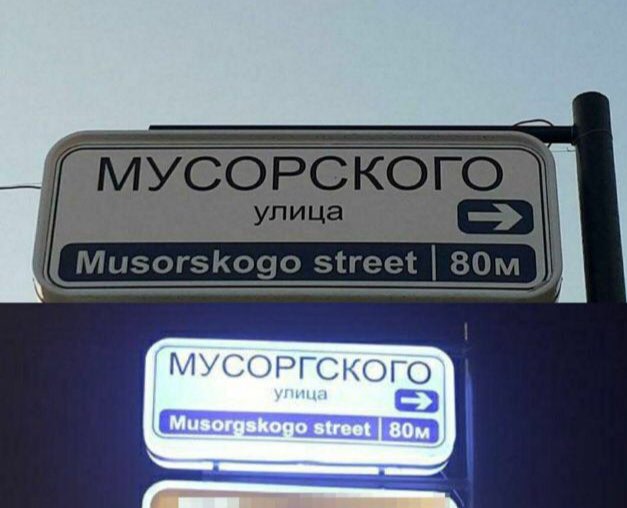 МУСОРСКОГО
улица
Musorskogo street | 80м
МУСОРГСКОГО
улица
Musorgskogo street | 80м